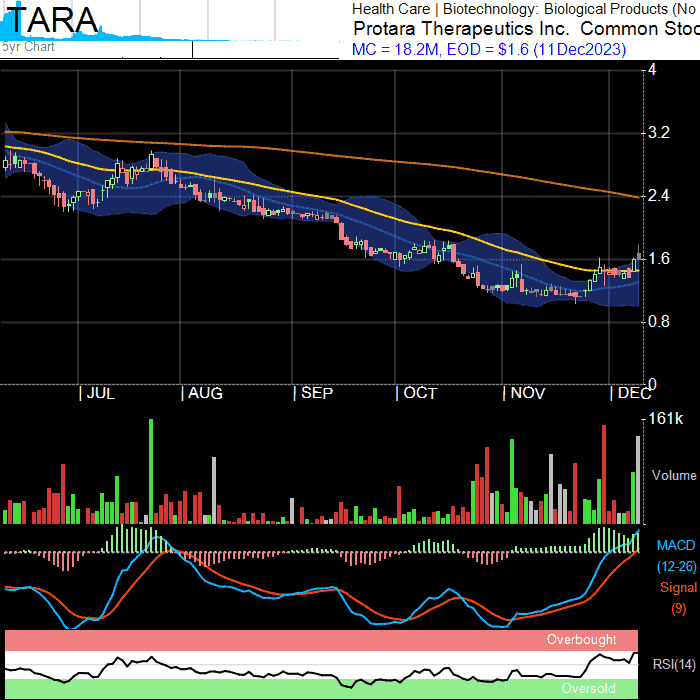 TARA
Health Care | Biotechnology: Biological Products (No
Protara Therapeutics Inc. Common Stoc
MC = 18.2M, EOD = $1.6 (11Dec2023)
5yr Chart
4
3.2
2.4
1.6
0.8
0
JUL
AUG
SEP
OCT
NOV
DEC
161k
Volume
MACD
(12-26)
Signal
(9)
Overbought
RSI(14)
Oversold